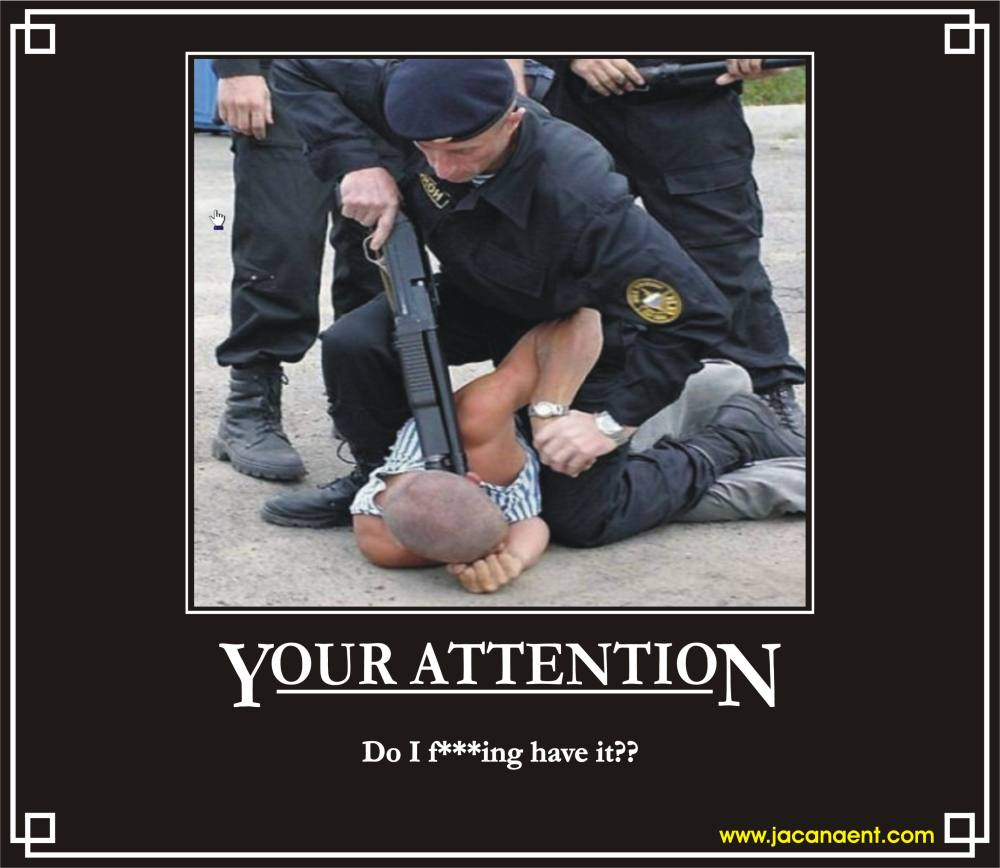 YOUR ATTENTION
Do I f***ing have it??
www.jacanaent.com